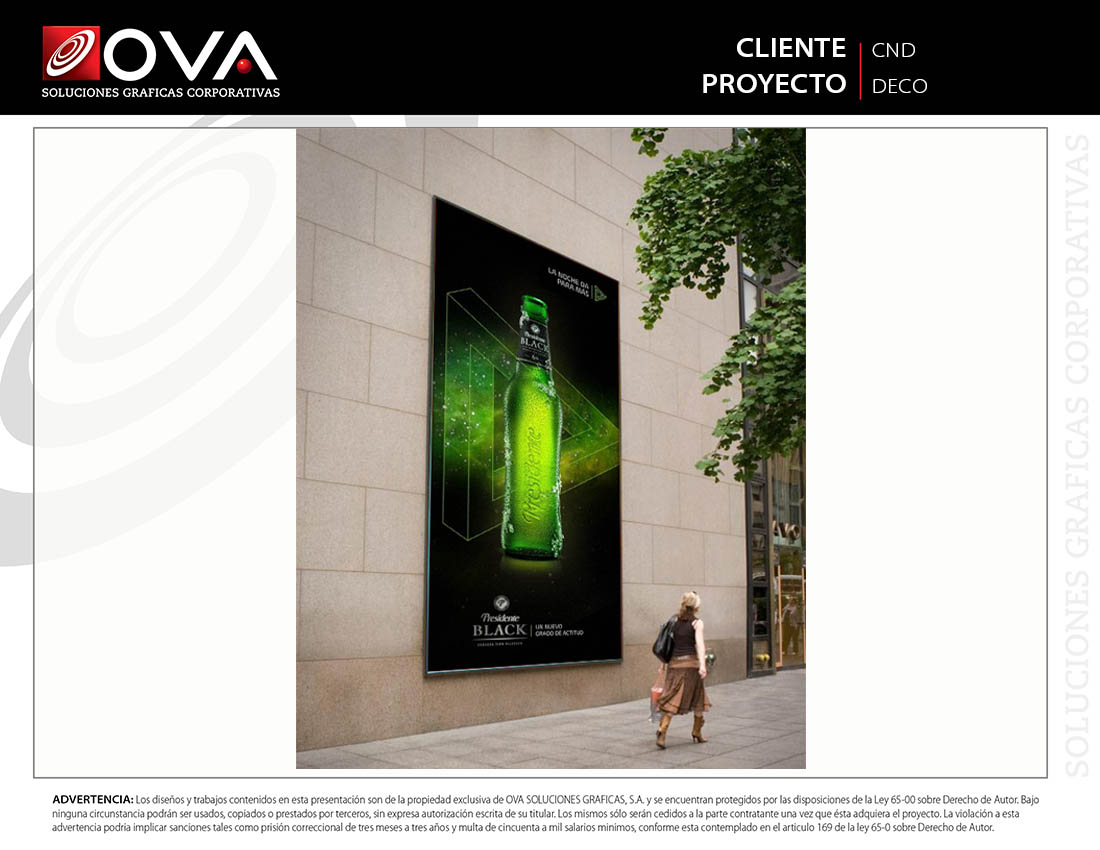 OVA
SOLUCIONES GRAFICAS CORPORATIVAS
CLIENTE CND
PROYECTO DECO
LA NOCHE DA
PARA MÁS
Presidente
BLACK
Presidente
Presidente
BLACK
UN NUEVO
GRADO DE ACTITUD
SOLUCIONES GRAFICAS CORPORATIVAS
ADVERTENCIA: Los diseños y trabajos contenidos en esta presentación son de la propiedad exclusiva de OVA SOLUCIONES GRAFICAS, S.A. y se encuentran protegidos por las disposiciones de la Ley 65-00 sobre Derecho de Autor. Bajo
ninguna circunstancia podrán ser usados, copiados o prestados por terceros, sin expresa autorización escrita de su titular. Los mismos sólo serán cedidos a la parte contratante una vez que ésta adquiera el proyecto. La violación a esta
advertencia podria implicar sanciones tales como prisión correccional de tres meses a tres años y multa de cincuenta a mil salarios minimos, conforme esta contemplado en el articulo 169 de la ley 65-0 sobre Derecho de Autor.